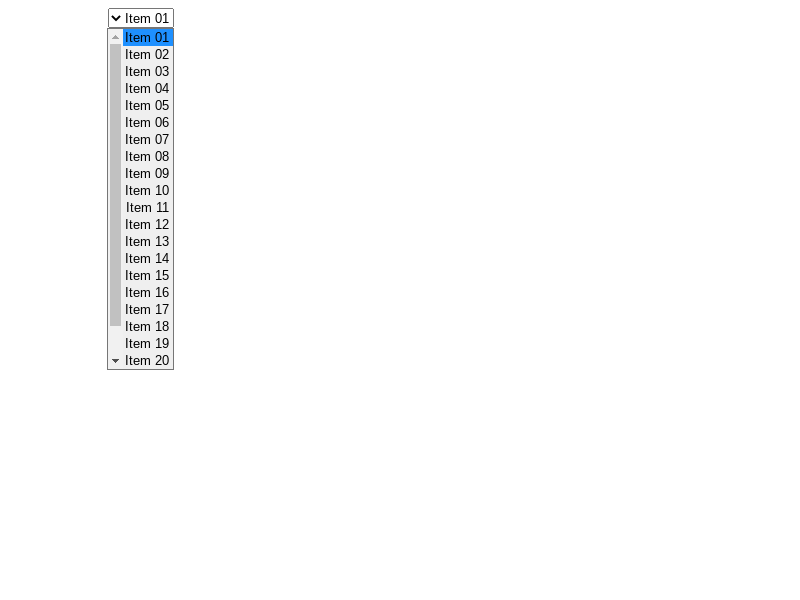 Item 01
Item 01
Item 02
Item 03
Item 04
Item 05
Item 06
Item 07
Item 08
Item 09
Item 10
Item 11
Item 12
Item 13
Item 14
Item 15
Item 16
Item 17
Item 18
Item 19
Item 20